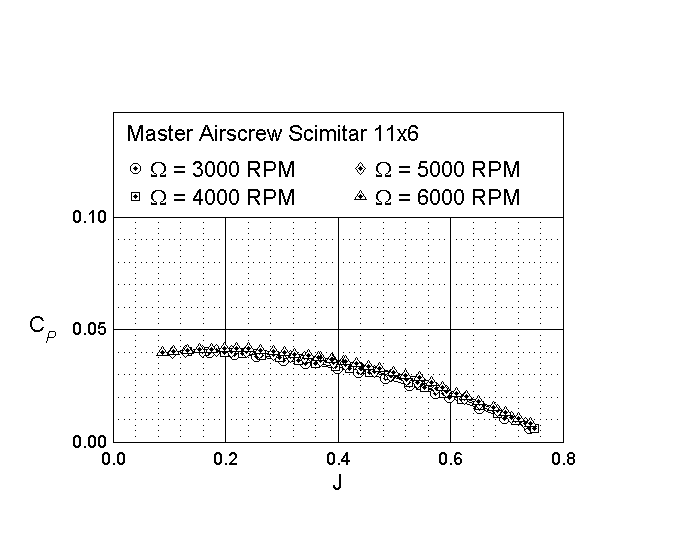 Master Airscrew Scimitar 11x6
Ω = 3000 RPM Ω = 5000 RPM
Ω = 4000 RPM Ω = 6000 RPM
0.10
0.05
CP
0.00
0.0 0.2 0.4 0.6 0.8
J